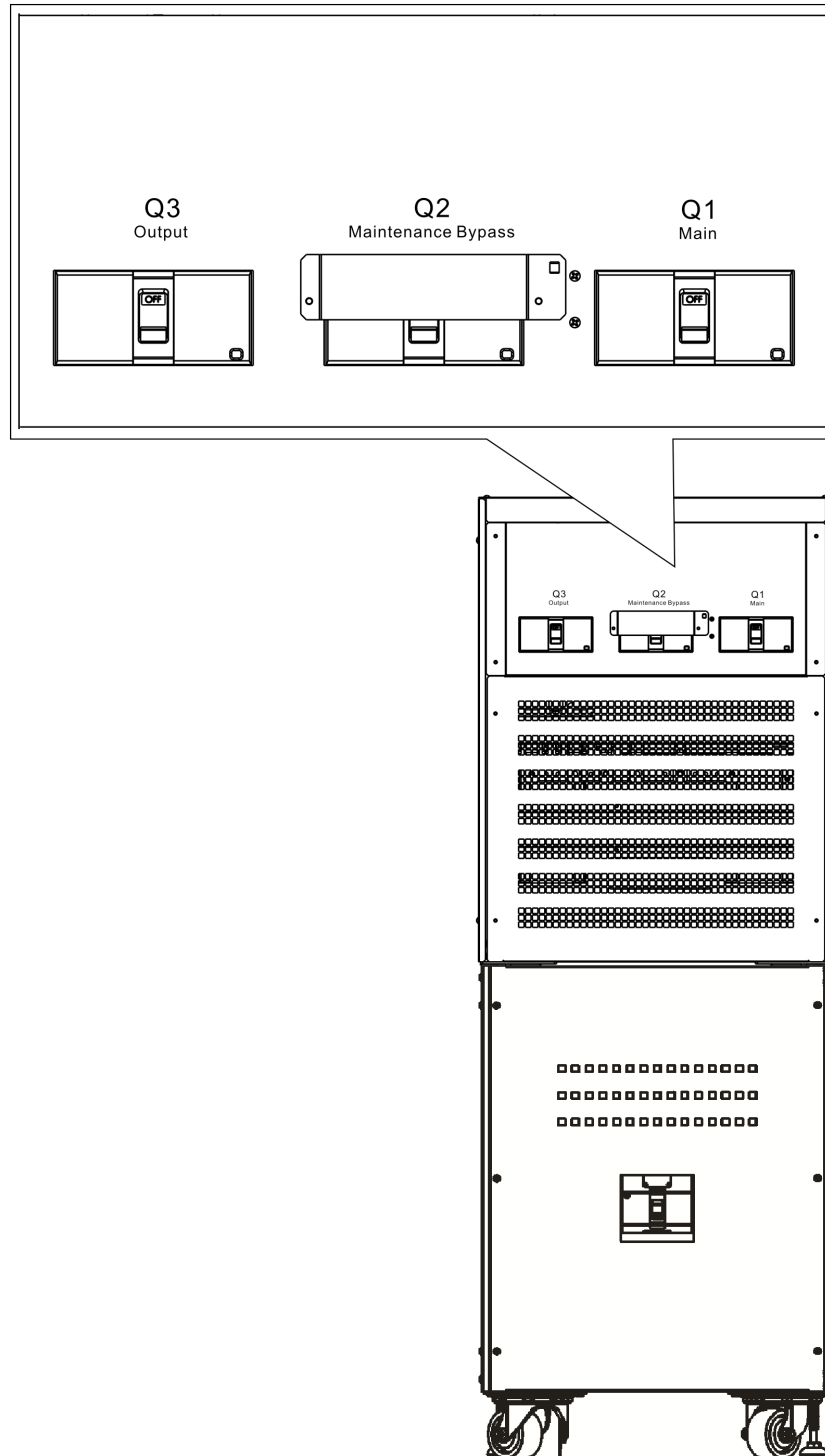 Q3
Output
Q2
Maintenance Bypass
Q1
Main
OFF
OFF
Q3
Output
Q2
Maintenance Bypass
Q1
Main